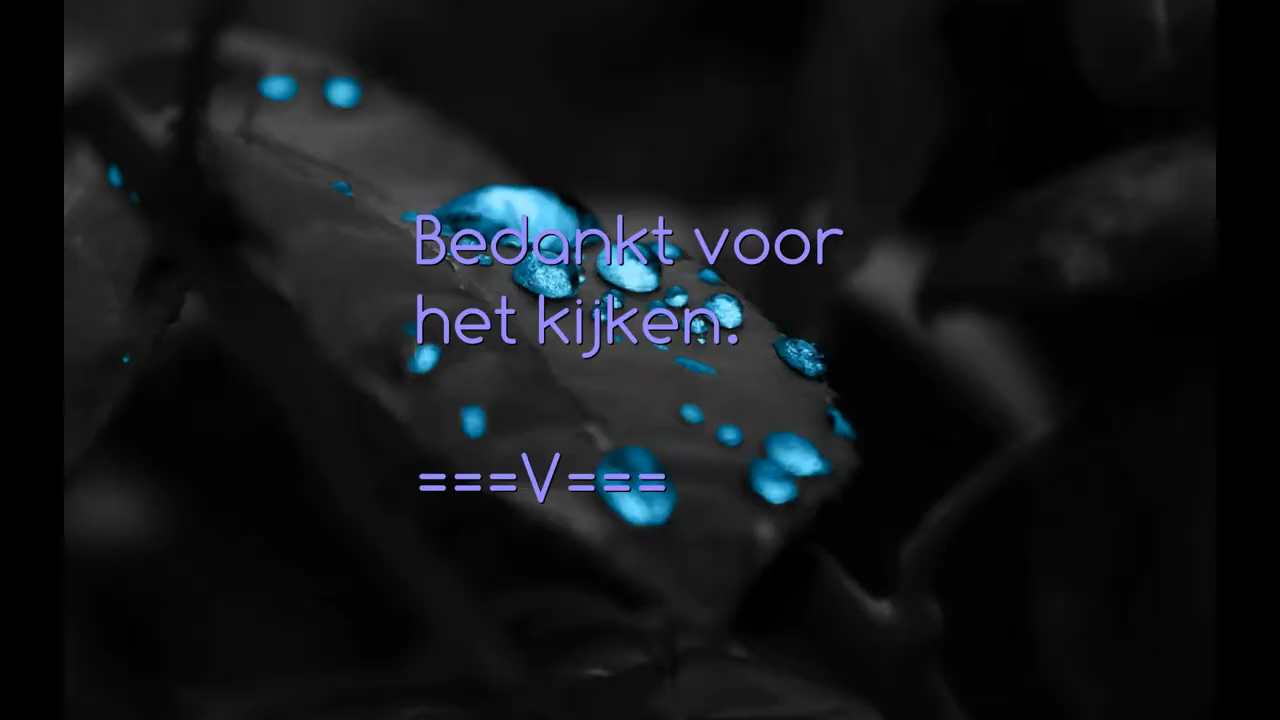 Bedankt voor
het kijken.
===V===